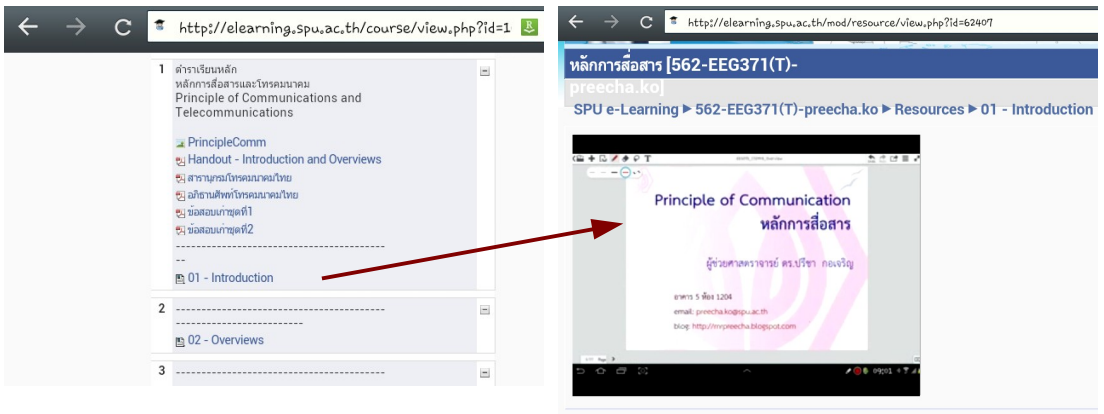 http://elearning.spu.ac.th/course/view.php?id=1
1
ตำราเรียนหลัก
หลักการสื่อสารและโทรคมนาคม
Principle of Communications and
Telecommunications
PrincipleComm
Handout - Introduction and Overviews
สารานุกรมโทรคมนาคมไทย
อภิธานศัพท์โทรคมนาคมไทย
ข้อสอบเก่าชุดที่1
ข้อสอบเก่าชุดที่2
----------------------------------------
--
01 - Introduction
2
----------------------------------------
------------------------
02 - Overviews
3
----------------------------------------
http://elearning.spu.ac.th/mod/resource/view.php?id=62407
หลักการสื่อสาร [562-EEG371(T)-
preecha.ko]
SPU e-Learning ► 562-EEG371(T)-preecha.ko ► Resources ► 01 - Introduction
Principle of Communication
หลักการสื่อสาร
ผู้ช่วยศาสตราจารย์ ดร.ปรีชา กอเจริญ
อาคาร 5 ห้อง 1204
email: preecha.ko@spu.ac.th
blog: http://mrpreecha.blogspot.com
Page
09:01